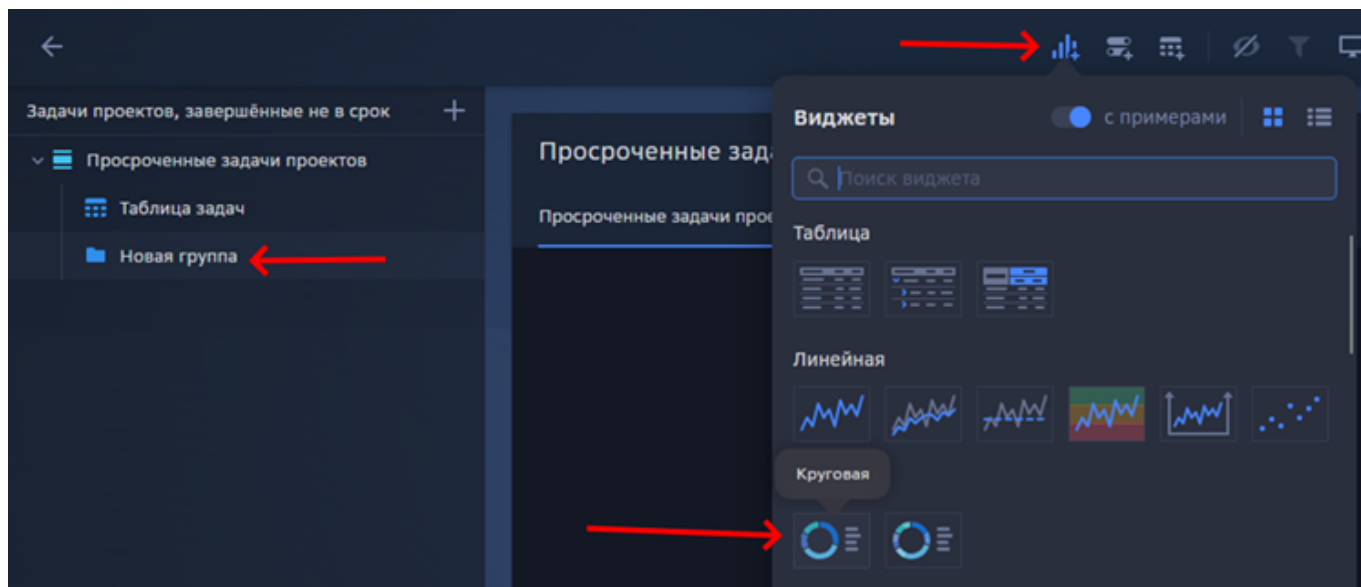 Задачи проектов, завершённые не в срок
Просроченные задачи проектов
Таблица задач
Новая группа
Просроченные зада
Просроченные задачи прое
Виджеты
с примерами
Поиск виджета
Таблица
Линейная
Круговая